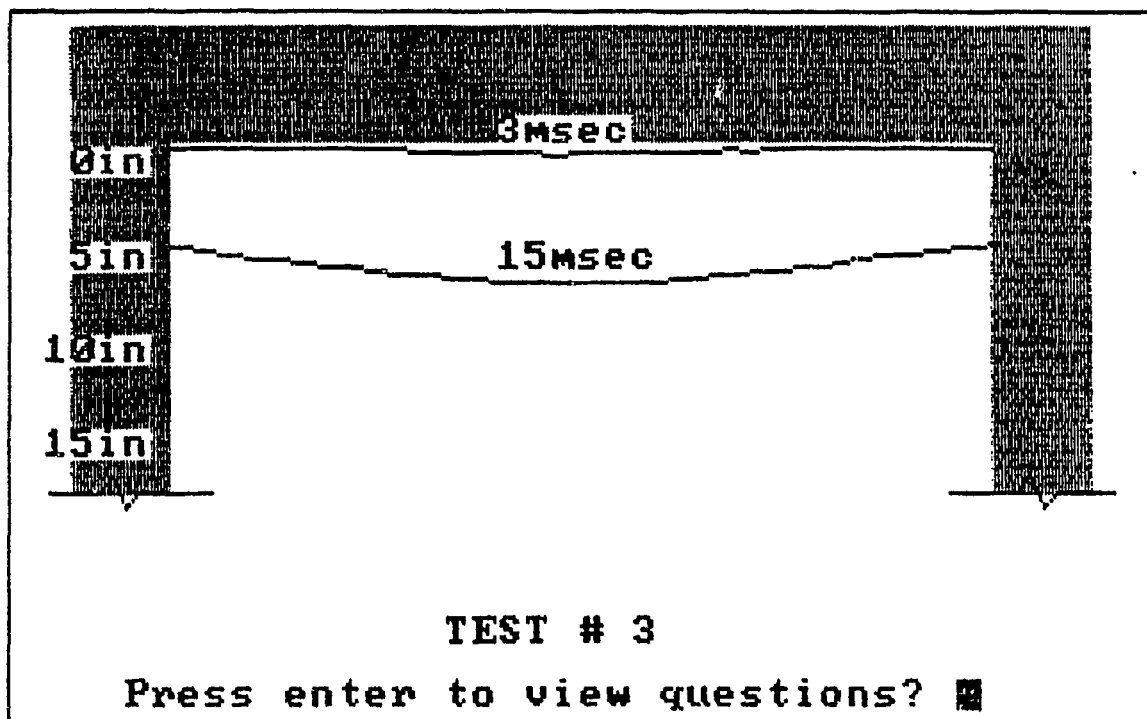 3msec
0in
5in
15msec
10in
15in
TEST # 3
Press enter to view questions?